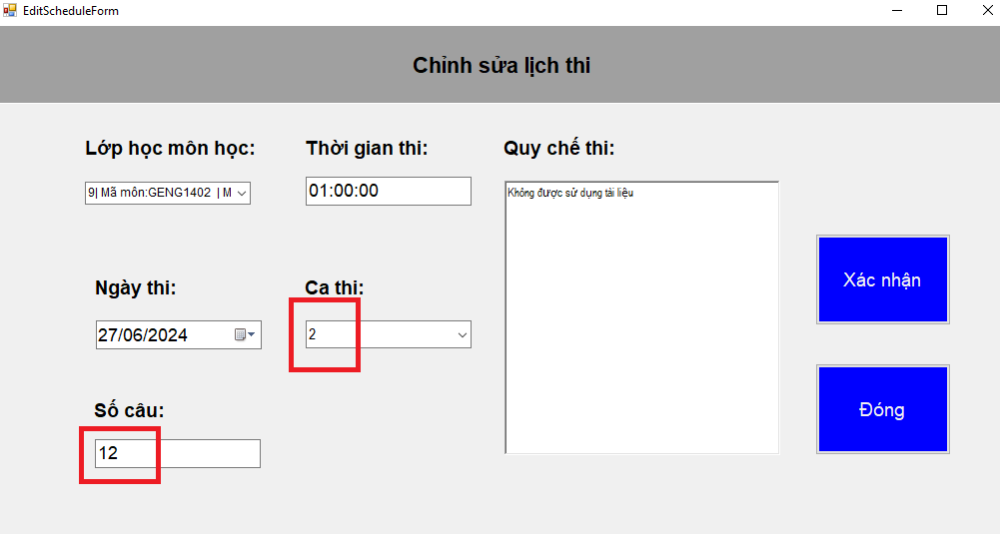 EditScheduleForm
Chỉnh sửa lịch thi
Lớp học môn học:
Thời gian thi:
Quy chế thi:
9| Mã môn:GENG1402 | M
01:00:00
Không được sử dụng tài liệu
Xác nhận
Ngày thi:
Ca thi:
27/06/2024
2
Đóng
Số câu:
12